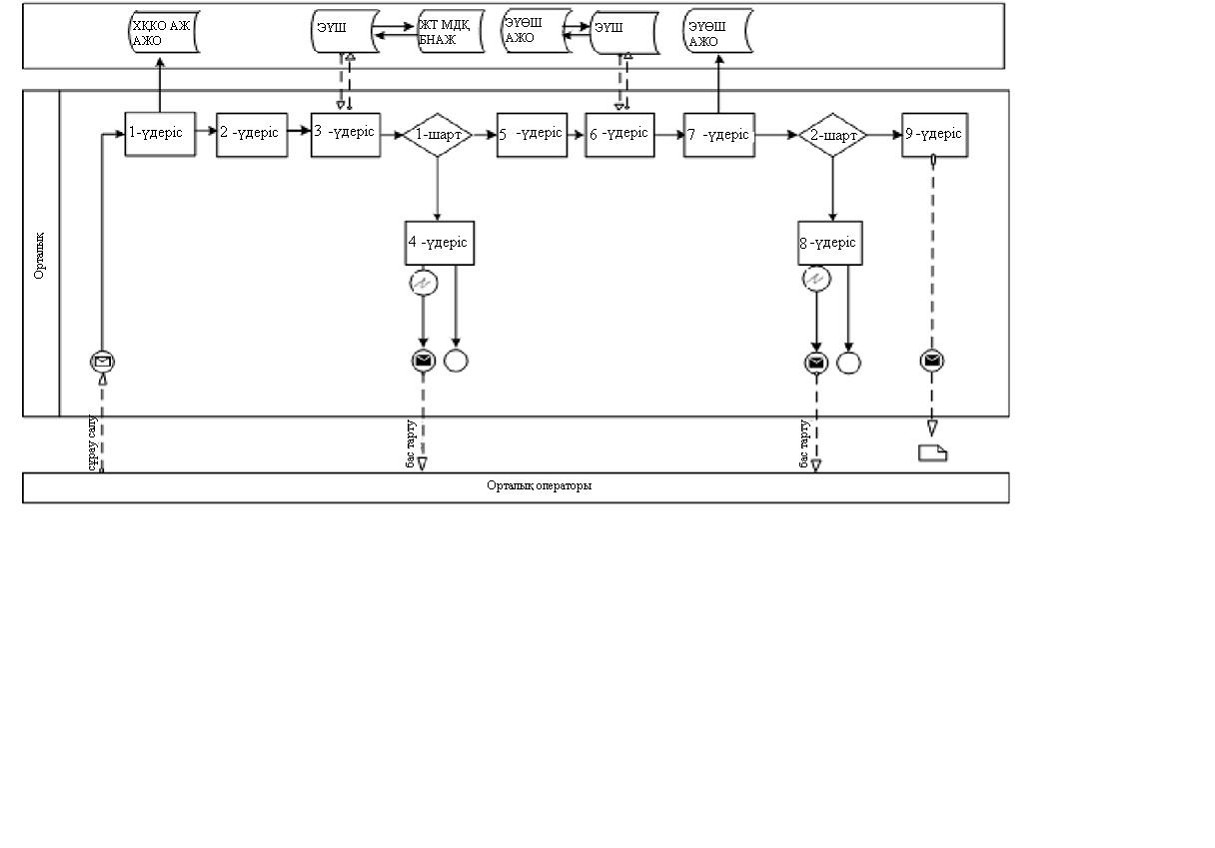 ХҚКО АЖ
АЖО
ЭҮШ
ЖТ МДҚ
БНАЖ
ЭҮӨШ
АЖО
ЭҮШ
ЭҮӨШ
АЖО
Орталық
1-үдеріс
2 -үдеріс
3 -үдеріс
1-шарт
5 -үдеріс
6 -үдеріс
7 -үдеріс
2-шарт
9 -үдеріс
4 -үдеріс
8 -үдеріс
сұрау салу
бас тарту
бас тарту
Орталық операторы